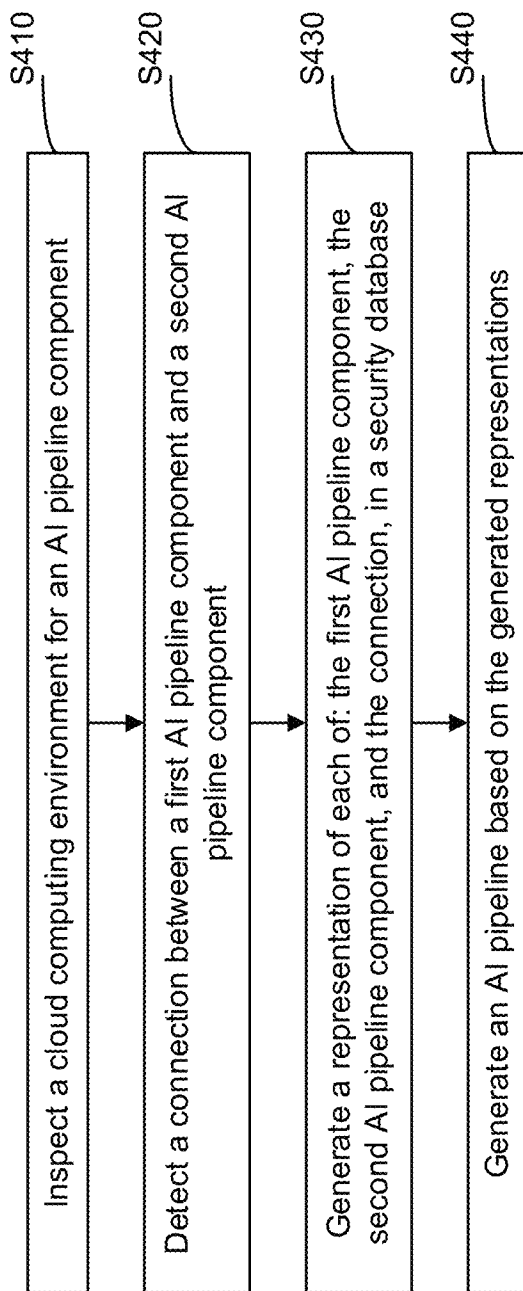 S410
Inspect a cloud computing environment for an AI pipeline component
S420
Detect a connection between a first AI pipeline component and a second AI
pipeline component
S430
Generate a representation of each of: the first AI pipeline component, the
second AI pipeline component, and the connection, in a security database
S440
Generate an AI pipeline based on the generated representations